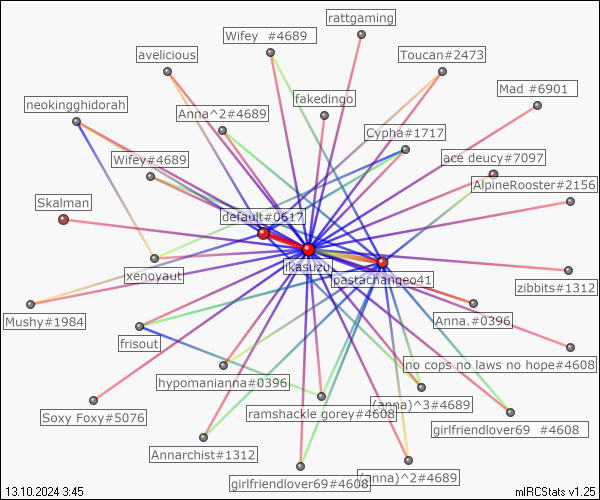 rattgaming
Wifey  #4689
avelicious
Toucan#2473
Mad #6901
neokingghidorah
Anna^2#4689
fakedingo
Cypha#1717
Wifey#4689
ace deucy#7097
AlpineRooster#2156
Skalman
default#0617
xenoyaut
ikasuzu
pastachangeo41
zibbits#1312
Mushy#1984
Anna.#0396
frisout
no cops no laws no hope#4608
hypomanianna#0396
(anna)^3#4689
Soxy Foxy#5076
ramshackle gorey#4608
girlfriendlover69  #4608
Annarchist#1312
girlfriendlover69#4608
(anna)^2#4689
13.10.2024 3:45
mIRCStats v1.25